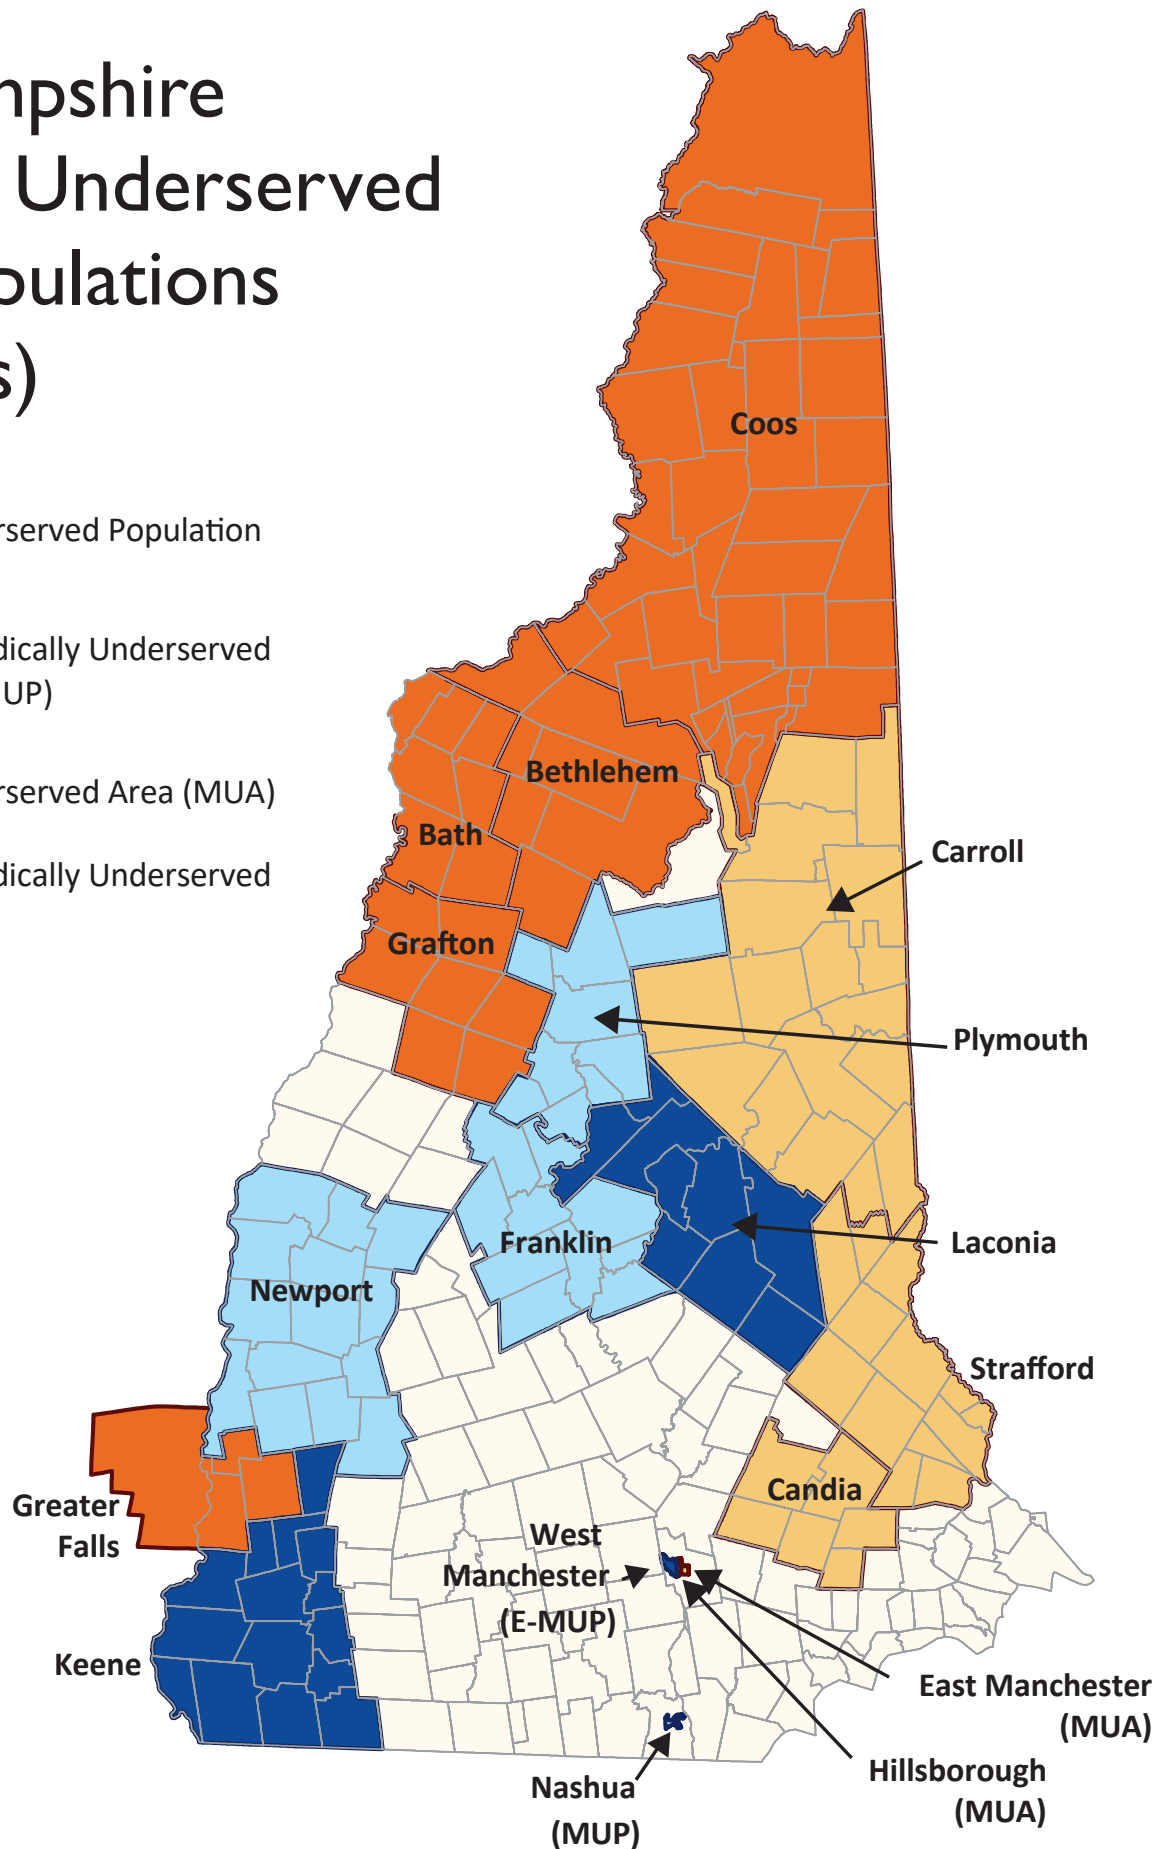 mpshire
Underserved
pulations
s)
rserved Population
dically Underserved
UP)
rserved Area (MUA)
dically Underserved
Coos
Bethlehem
Bath
Carroll
Grafton
Plymouth
Franklin
Laconia
Newport
Strafford
Candia
Greater
Falls
West
Manchester
(E-MUP)
Keene
East Manchester
(MUA)
Hillsborough
(MUA)
Nashua
(MUP)